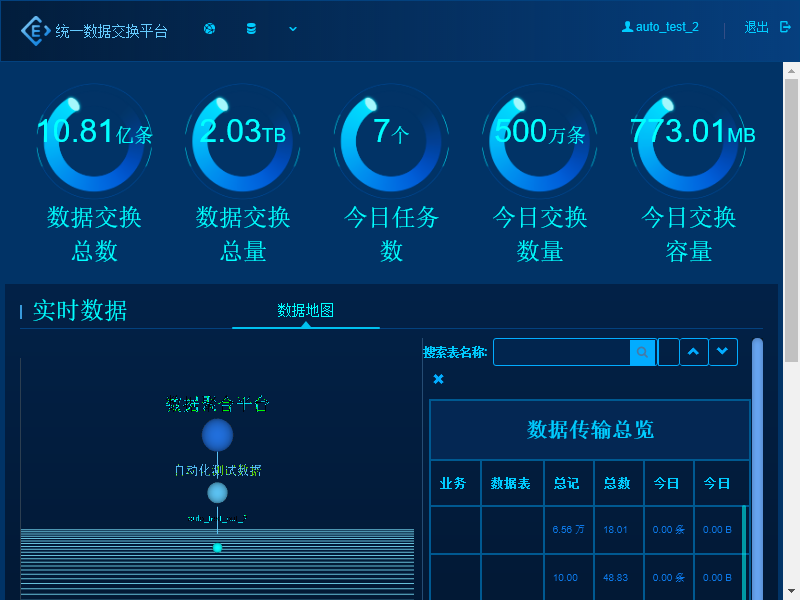 统一数据交换平台
auto_test_2
退出
10.81亿条
2.03TB
7个
500万条
773.01MB
数据交换
总数
数据交换
总量
今日任务
数
今日交换
数量
今日交换
容量
实时数据
数据地图
搜索表名称:
数据聚合平台
自动化测试数据
数据传输总览
业务 数据表 总记 总数 今日 今日
6.56 万 18.01 0.00 条 0.00 B
10.00 48.83 0.00 条 0.00 B